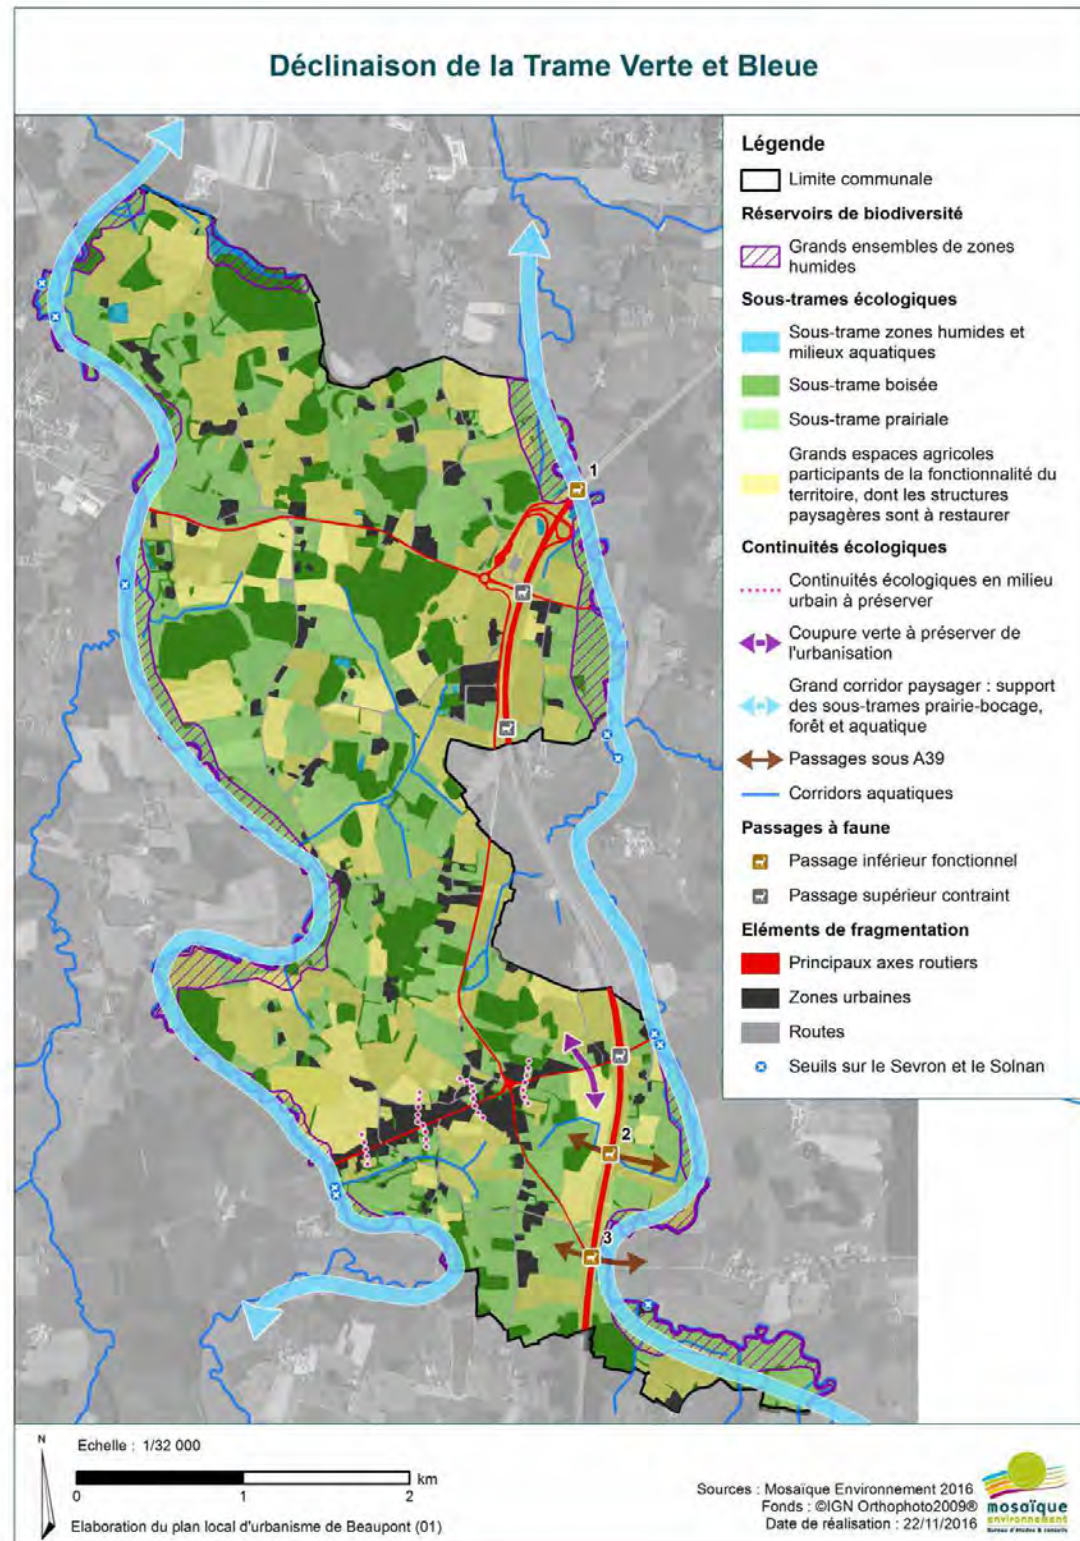 Déclinaison de la Trame Verte et Bleue
Légende
Limite communale
Réservoirs de biodiversité
Grands ensembles de zones
humides
Sous-trames écologiques
Sous-trame zones humides et
milieux aquatiques
Sous-trame boisée
Sous-trame prairiale
Grands espaces agricoles
participants de la fonctionnalité du
territoire, dont les structures
paysagères sont à restaurer
Continuités écologiques
Continuités écologiques en milieu
urbain à préserver
Coupure verte à préserver de
l'urbanisation
Grand corridor paysager : support
des sous-trames prairie-bocage,
forêt et aquatique
Passages sous A39
Corridors aquatiques
Passages à faune
Passage inférieur fonctionnel
Passage supérieur contraint
Eléments de fragmentation
Principaux axes routiers
Zones urbaines
Routes
Seuils sur le Sevron et le Solnan
1
2
3
N
Echelle : 1/32 000
km
0 1 2
Elaboration du plan local d'urbanisme de Beaupont (01)
Sources : Mosaïque Environnement 2016
Fonds : ©IGN Orthophoto2009®
Date de réalisation : 22/11/2016
mosaïque
environnement
Bureau d'études & conseils